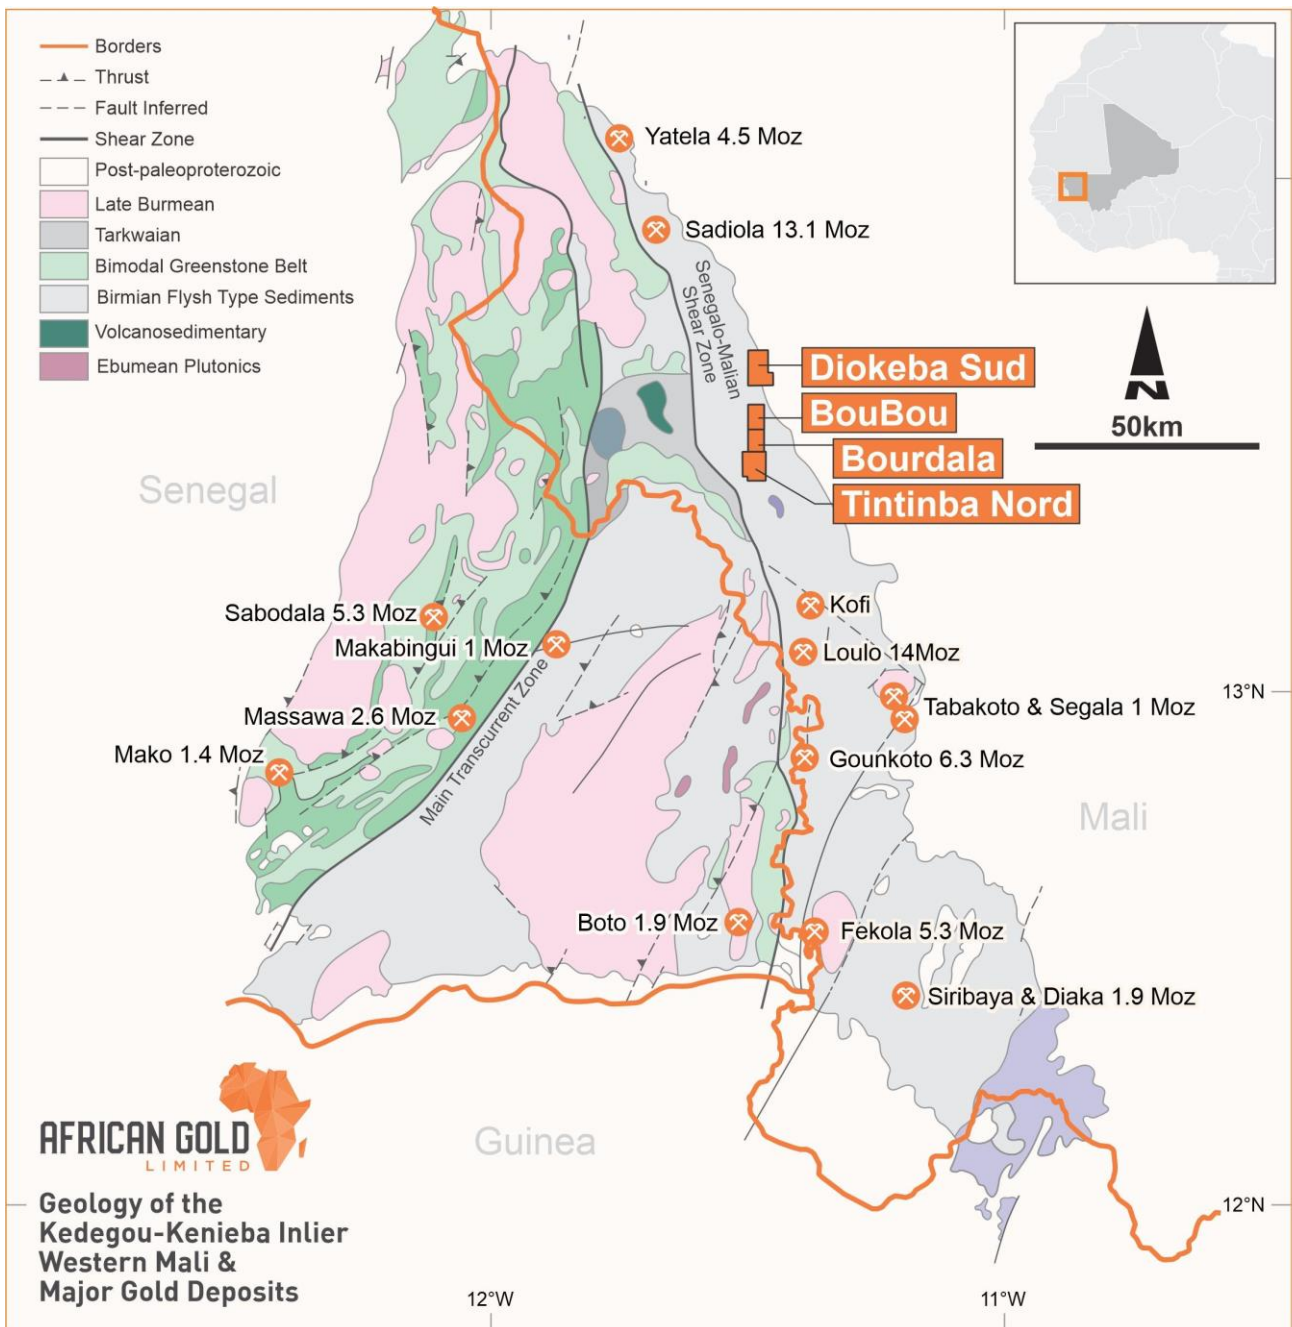 Borders
Thrust
Fault Inferred
Shear Zone
Post-paleoproterozoic
Late Burmean
Tarkwaian
Bimodal Greenstone Belt
Birmian Flysh Type Sediments
Volcanosedimentary
Ebumean Plutonics
Yatela 4.5 Moz
Sadiola 13.1 Moz
Senegalo-Malian
Shear Zone
Diokeba Sud
BouBou
Bourdala
Tintinba Nord
N
50km
Senegal
Sabodala 5.3 Moz
Makabingui 1 Moz
Massawa 2.6 Moz
Mako 1.4 Moz
Main Transcurrent Zone
Kofi
Loulo 14Moz
Tabakoto & Segala 1 Moz
Gounkoto 6.3 Moz
13°N
Mali
Boto 1.9 Moz
Fekola 5.3 Moz
Siribaya & Diaka 1.9 Moz
Guinea
12°N
AFRICAN GOLD
LIMITED
Geology of the
Kedegou-Kenieba Inlier
Western Mali &
Major Gold Deposits
12°W
11°W